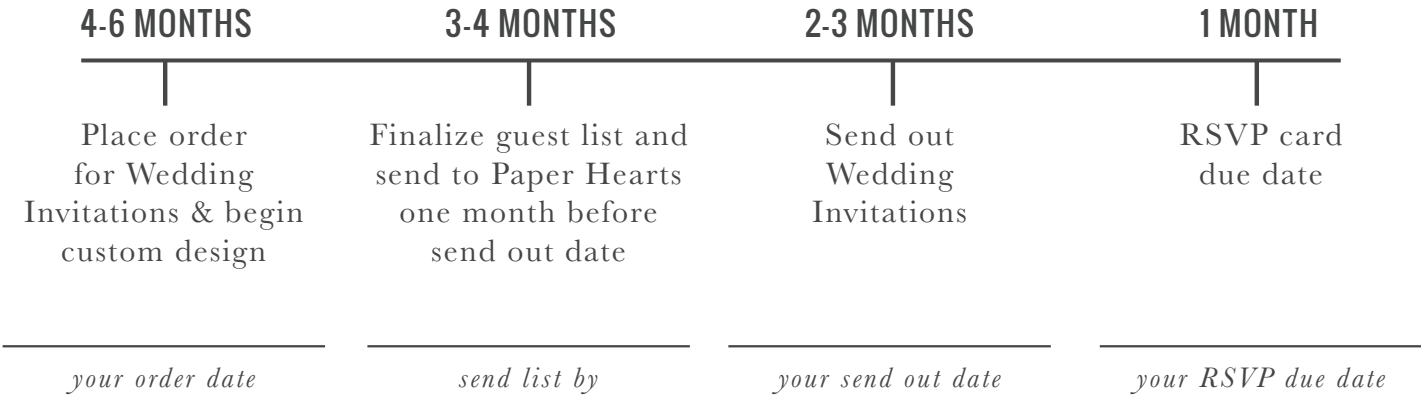 4-6 MONTHS
Place order
for Wedding
Invitations & begin
custom design
your order date
3-4 MONTHS
Finalize guest list and
send to Paper Hearts
one month before
send out date
send list by
2-3 MONTHS
Send out
Wedding
Invitations
your send out date
1 MONTH
RSVP card
due date
your RSVP due date